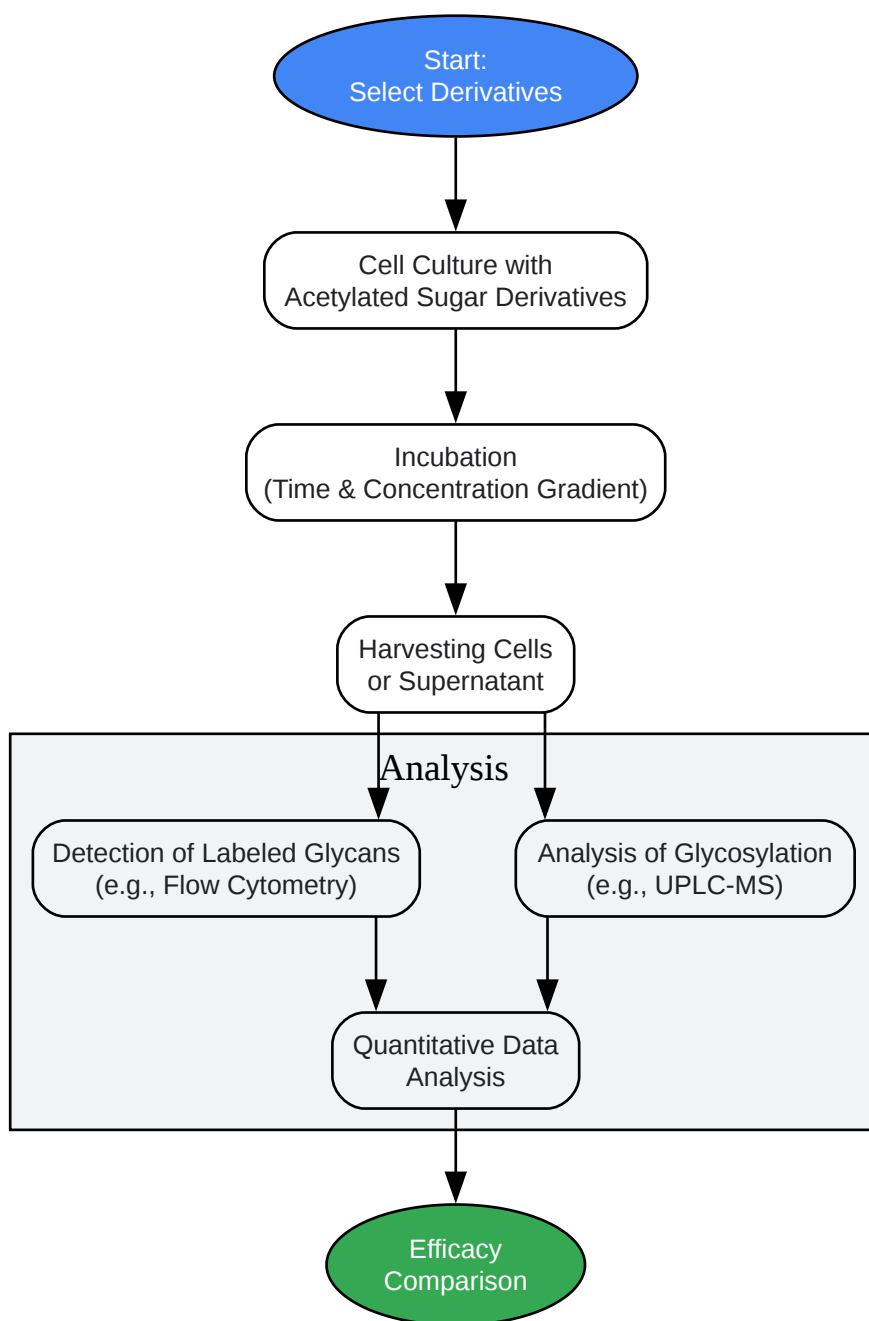 Start:
Select Derivatives
Cell Culture with
Acetylated Sugar Derivatives
Incubation
(Time & Concentration Gradient)
Harvesting Cells
or Supernatant
Analysis
Detection of Labeled Glycans
(e.g., Flow Cytometry)
Analysis of Glycosylation
(e.g., UPLC-MS)
Quantitative Data
Analysis
Efficacy
Comparison